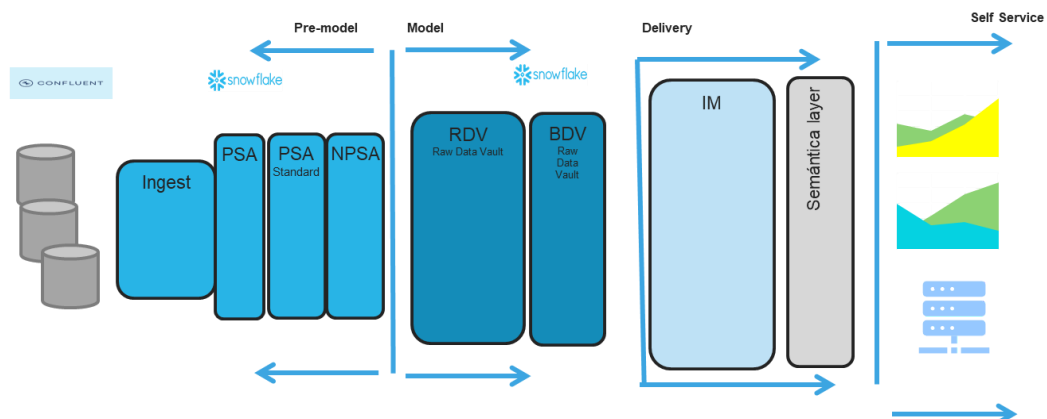 Pre-model
Model
Delivery
Self Service
CONFLUENT
snowflake
snowflake
Ingest
PSA
PSA
Standard
NPSA
RDV
Raw Data Vault
BDV
Raw
Data
Vault
IM
Semántica layer